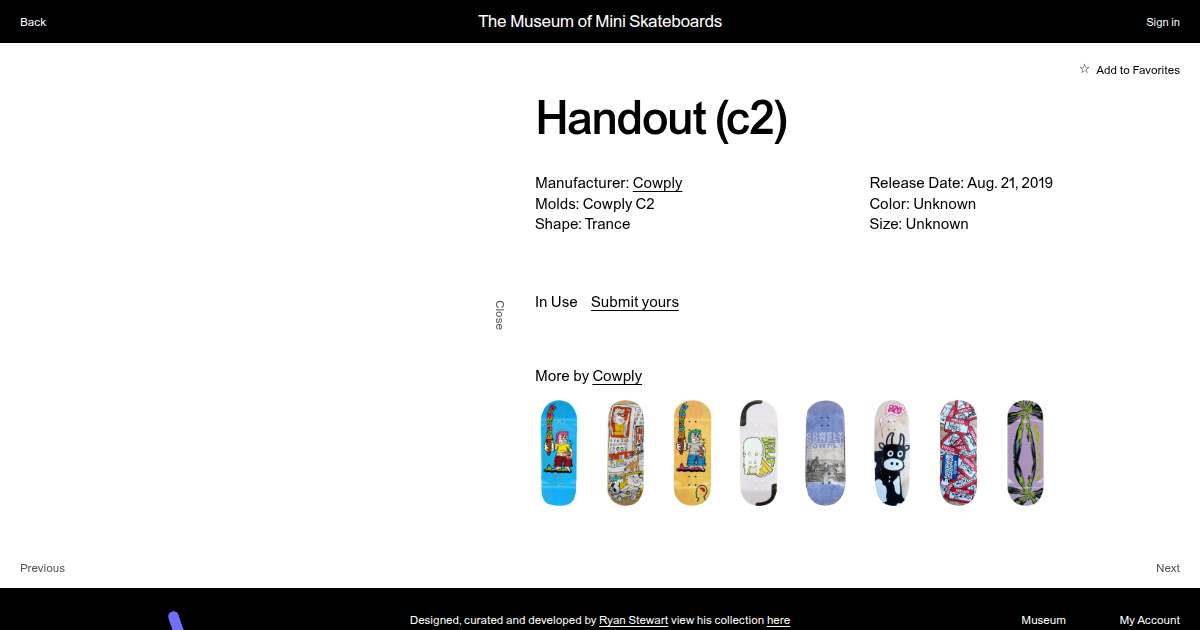 Back
The Museum of Mini Skateboards
Sign in
☆ Add to Favorites
Handout (c2)
Manufacturer: Cowply
Molds: Cowply C2
Shape: Trance
Release Date: Aug. 21, 2019
Color: Unknown
Size: Unknown
Close
In Use Submit yours
More by Cowply
Previous
Next
Designed, curated and developed by Ryan Stewart view his collection here
Museum
My Account